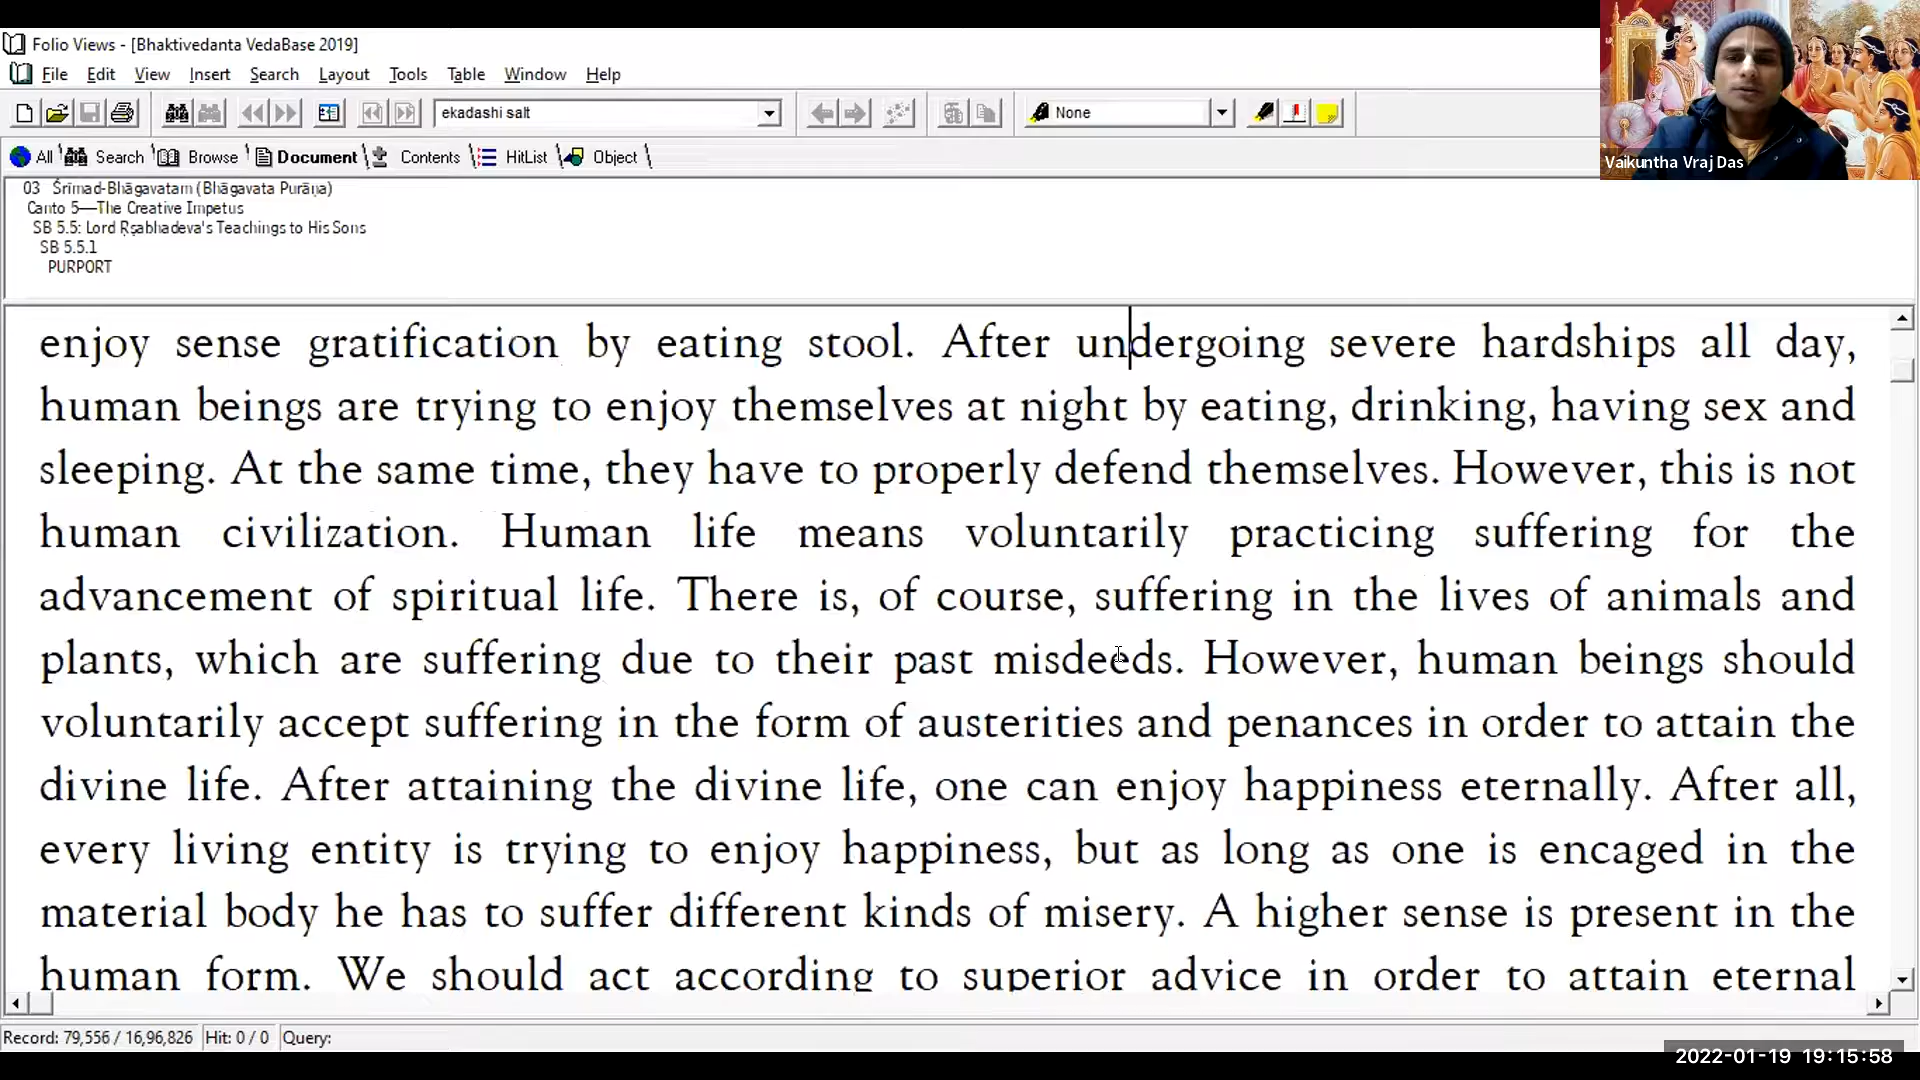 Folio Views - [Bhaktivedanta VedaBase 2019]
File Edit View Insert Search Layout Tools Table Window Help
ekadashi salt
None
All Search Browse Document Contents HitList Object
Vaikuntha Vraj Das
03 Śrīmad-Bhāgavatam (Bhāgavata Purāṇa)
Canto 5—The Creative Impetus
SB 5.5: Lord Ṛṣabhadeva's Teachings to His Sons
SB 5.5.1
PURPORT
enjoy sense gratification by eating stool. After undergoing severe hardships all day,
human beings are trying to enjoy themselves at night by eating, drinking, having sex and
sleeping. At the same time, they have to properly defend themselves. However, this is not
human civilization. Human life means voluntarily practicing suffering for the
advancement of spiritual life. There is, of course, suffering in the lives of animals and
plants, which are suffering due to their past misdeeds. However, human beings should
voluntarily accept suffering in the form of austerities and penances in order to attain the
divine life. After attaining the divine life, one can enjoy happiness eternally. After all,
every living entity is trying to enjoy happiness, but as long as one is encaged in the
material body he has to suffer different kinds of misery. A higher sense is present in the
human form. We should act according to superior advice in order to attain eternal
Record: 79,556 / 16,96,826 Hit: 0 / 0 Query:
2022-01-19 19:15:58